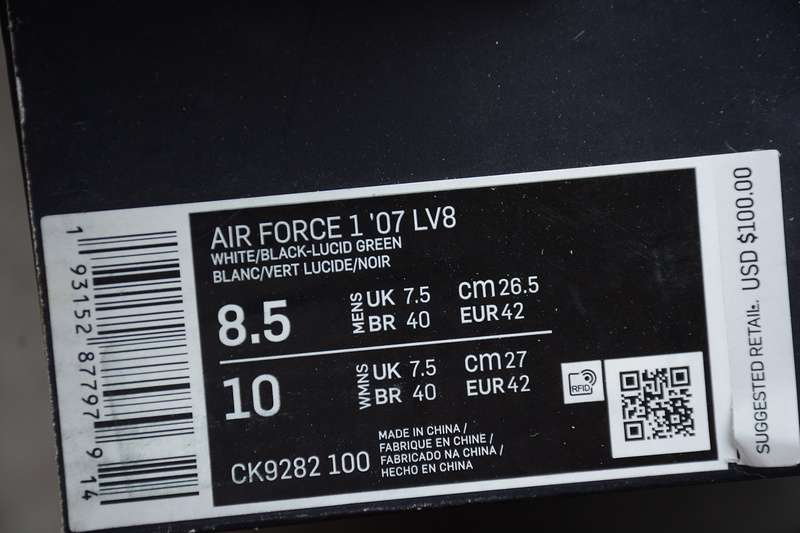 1 93152 87797 9 14
AIR FORCE 1 '07 LV8
WHITE/BLACK-LUCID GREEN
BLANC/VERT LUCIDE/NOIR
8.5
MENS
UK 7.5
cm 26.5
BR 40
EUR 42
10
WMNS
UK 7.5
cm 27
BR 40
EUR 42
RFID
CK9282 100
MADE IN CHINA /
FABRIQUE EN CHINE /
FABRICADO NA CHINA /
HECHO EN CHINA
SUGGESTED RETAIL: USD $100.00